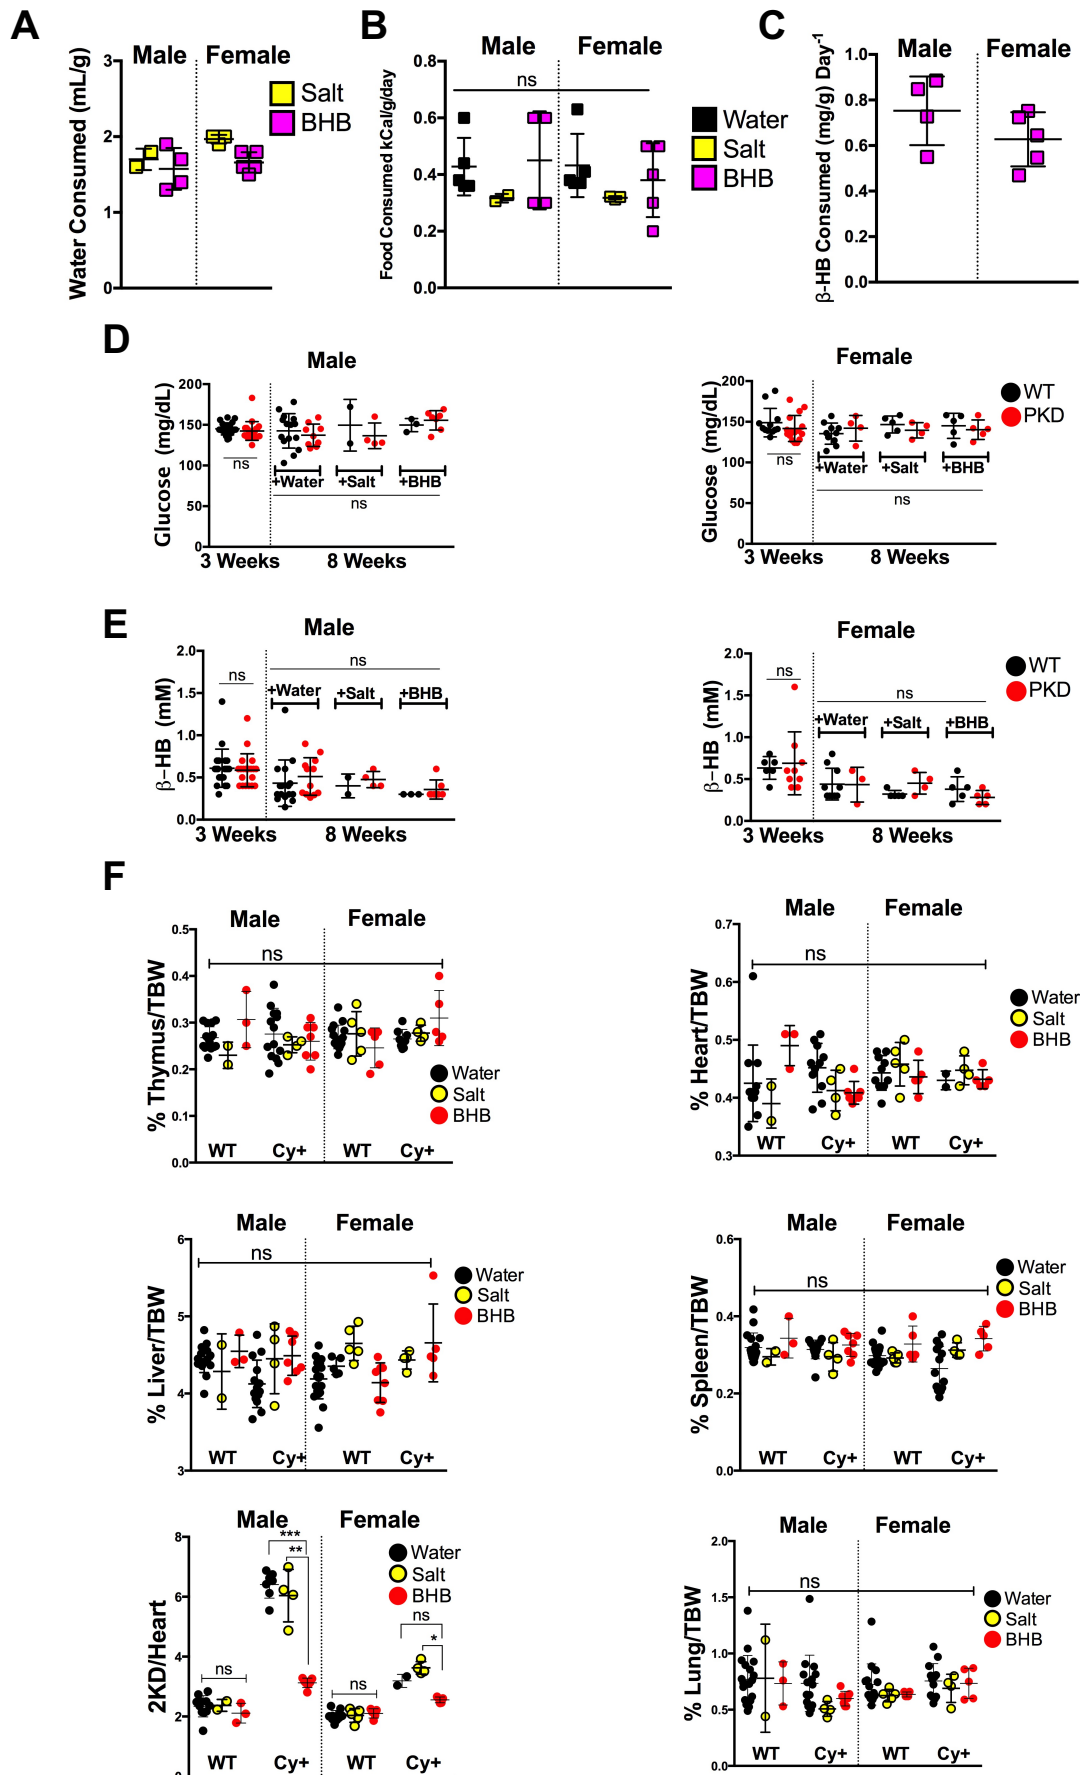 A
Male Female
Water Consumed (mL/g)
3
2
1
0
Salt
BHB
B
Male Female
Food Consumed kCal/g/day
0.8
0.6
0.4
0.2
0.0
ns
Water
Salt
BHB
C
Male Female
β-HB Consumed (mg/g) Day-1
1.0
0.8
0.6
0.4
0.2
0.0
D
Male
Glucose (mg/dL)
200
150
100
50
0
ns
+Water +Salt +BHB
ns
3 Weeks 8 Weeks
Female
Glucose (mg/dL)
200
150
100
50
0
ns
+Water +Salt +BHB
ns
3 Weeks 8 Weeks
WT
PKD
E
Male
β-HB (mM)
2.0
1.5
1.0
0.5
0.0
ns
ns
+Water +Salt +BHB
3 Weeks 8 Weeks
Female
β-HB (mM)
2.0
1.5
1.0
0.5
0.0
ns
ns
+Water +Salt +BHB
3 Weeks 8 Weeks
WT
PKD
F
Male Female
% Thymus/TBW
0.5
0.4
0.3
0.2
0.1
0.0
ns
Water
Salt
BHB
WT Cy+ WT Cy+
Male Female
% Heart/TBW
0.7
0.6
0.5
0.4
0.3
ns
Water
Salt
BHB
WT Cy+ WT Cy+
Male Female
% Liver/TBW
6
5
4
3
ns
Water
Salt
BHB
WT Cy+ WT Cy+
Male Female
% Spleen/TBW
0.6
0.4
0.2
0.0
ns
Water
Salt
BHB
WT Cy+ WT Cy+
Male Female
2KD/Heart
8
6
4
2
***
**
ns
ns
ns
*
Water
Salt
BHB
WT Cy+ WT Cy+
Male Female
% Lung/TBW
2.0
1.5
1.0
0.5
0.0
ns
Water
Salt
BHB
WT Cy+ WT Cy+